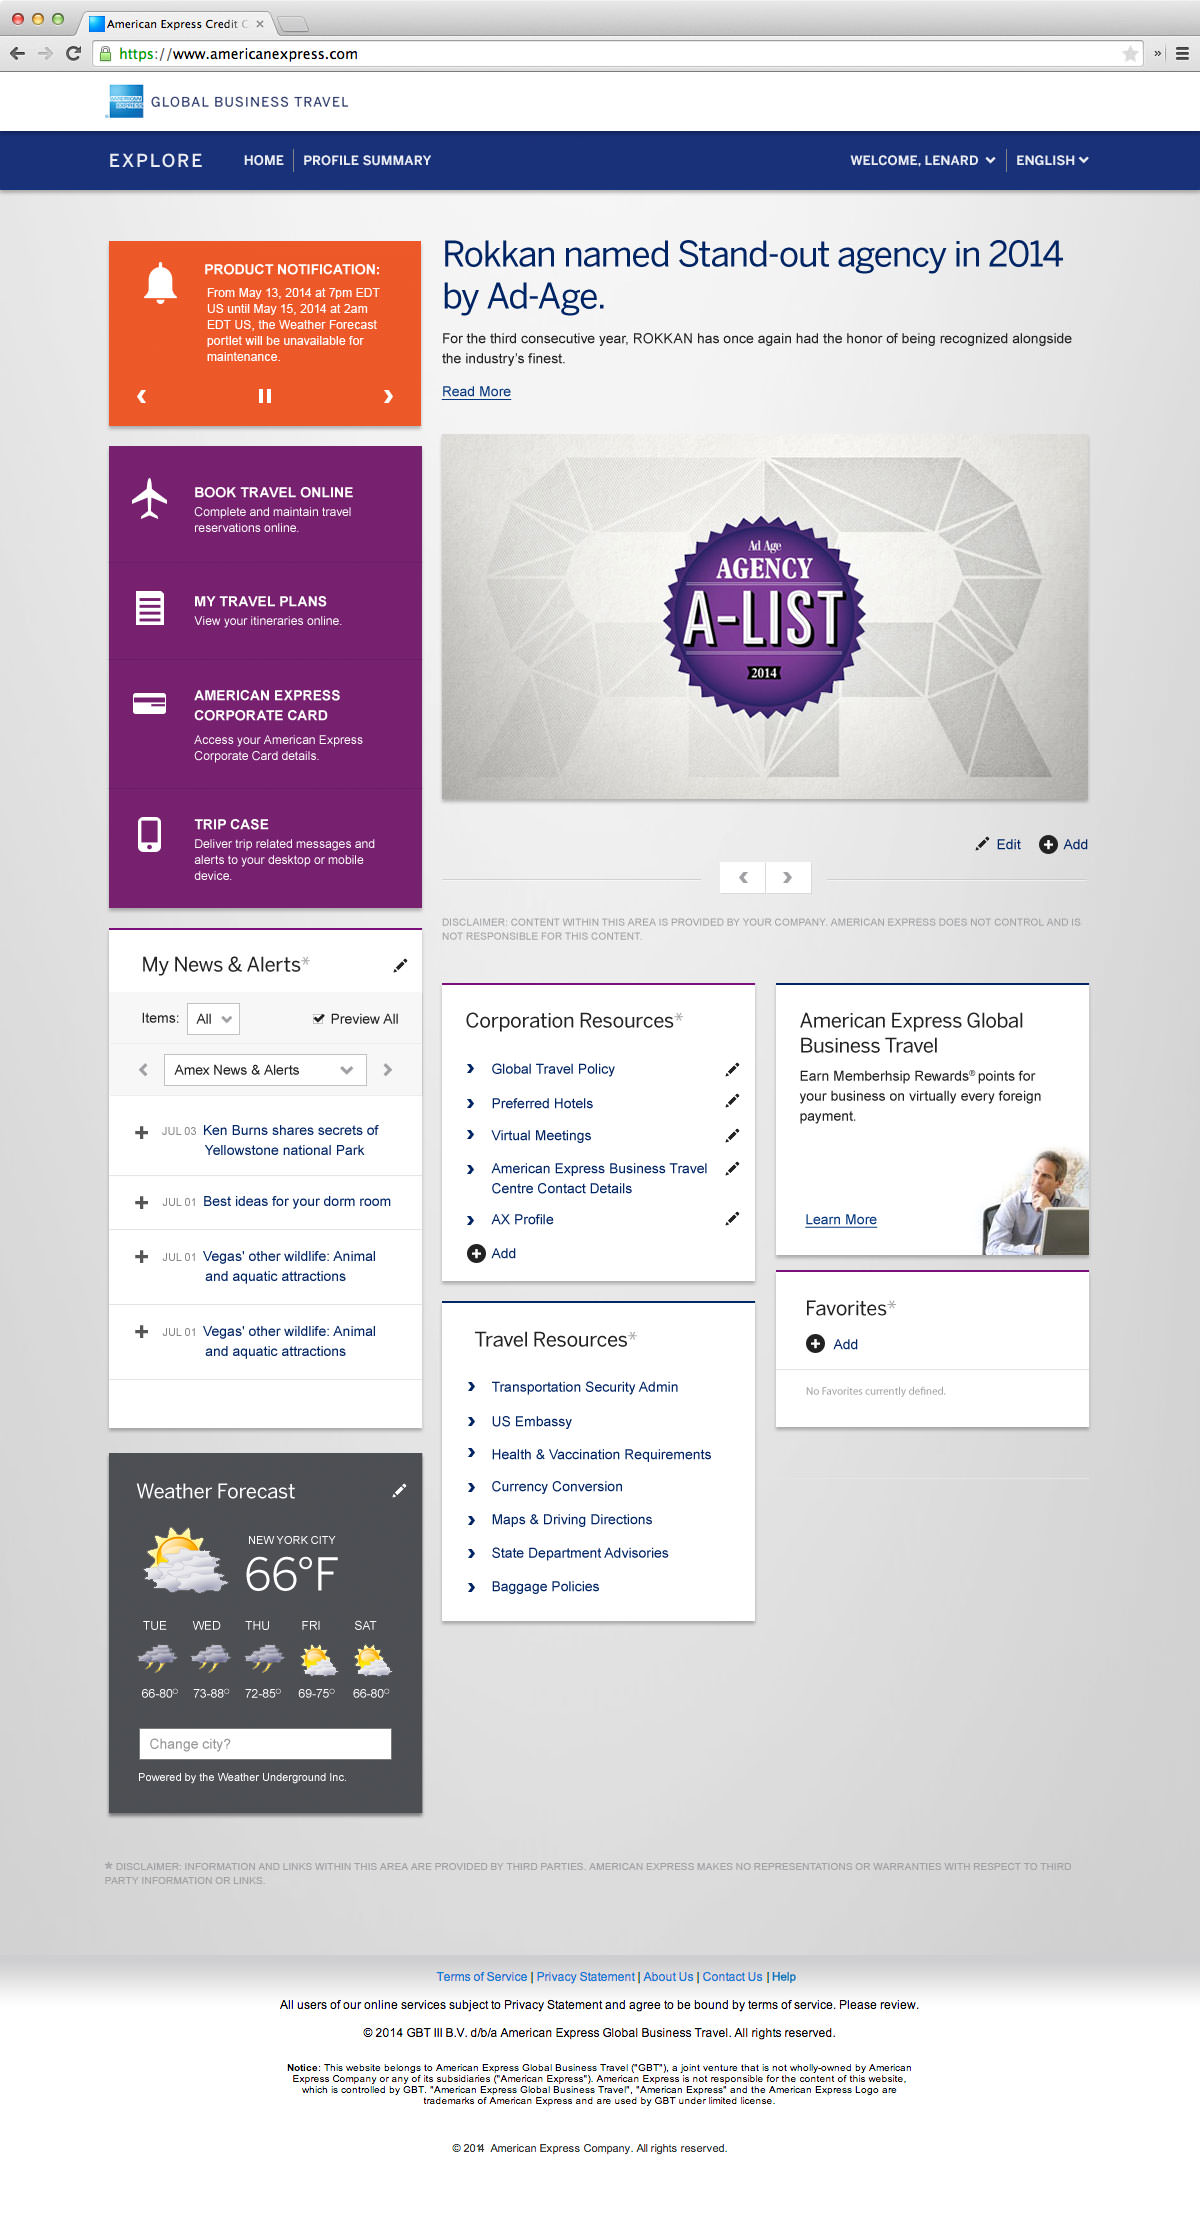 American Express Credit C
https://www.americanexpress.com
GLOBAL BUSINESS TRAVEL
EXPLORE
HOME
PROFILE SUMMARY
WELCOME, LENARD
ENGLISH
PRODUCT NOTIFICATION:
From May 13, 2014 at 7pm EDT
US until May 15, 2014 at 2am
EDT US, the Weather Forecast
portlet will be unavailable for
maintenance.
Rokkan named Stand-out agency in 2014
by Ad-Age.
For the third consecutive year, ROKKAN has once again had the honor of being recognized alongside
the industry's finest.
Read More
BOOK TRAVEL ONLINE
Complete and maintain travel
reservations online.
MY TRAVEL PLANS
View your itineraries online.
AMERICAN EXPRESS
CORPORATE CARD
Access your American Express
Corporate Card details.
TRIP CASE
Deliver trip related messages and
alerts to your desktop or mobile
device.
Ad Age
AGENCY
A-LIST
2014
Edit
Add
DISCLAIMER: CONTENT WITHIN THIS AREA IS PROVIDED BY YOUR COMPANY. AMERICAN EXPRESS DOES NOT CONTROL AND IS
NOT RESPONSIBLE FOR THIS CONTENT.
My News & Alerts*
Items: All
Preview All
Amex News & Alerts
JUL 03 Ken Burns shares secrets of
Yellowstone national Park
JUL 01 Best ideas for your dorm room
JUL 01 Vegas' other wildlife: Animal
and aquatic attractions
JUL 01 Vegas' other wildlife: Animal
and aquatic attractions
Corporation Resources*
Global Travel Policy
Preferred Hotels
Virtual Meetings
American Express Business Travel
Centre Contact Details
AX Profile
Add
American Express Global
Business Travel
Earn Memberhsip Rewards® points for
your business on virtually every foreign
payment.
Learn More
Favorites*
Add
No Favorites currently defined.
Travel Resources*
Transportation Security Admin
US Embassy
Health & Vaccination Requirements
Currency Conversion
Maps & Driving Directions
State Department Advisories
Baggage Policies
Weather Forecast
NEW YORK CITY
66°F
TUE WED THU FRI SAT
66-80° 73-88° 72-85° 69-75° 66-80°
Change city?
Powered by the Weather Underground Inc.
* DISCLAIMER: INFORMATION AND LINKS WITHIN THIS AREA ARE PROVIDED BY THIRD PARTIES. AMERICAN EXPRESS MAKES NO REPRESENTATIONS OR WARRANTIES WITH RESPECT TO THIRD
PARTY INFORMATION OR LINKS.
Terms of Service | Privacy Statement | About Us | Contact Us | Help
All users of our online services subject to Privacy Statement and agree to be bound by terms of service. Please review.
© 2014 GBT III B.V. d/b/a American Express Global Business Travel. All rights reserved.
Notice: This website belongs to American Express Global Business Travel ("GBT"), a joint venture that is not wholly-owned by American
Express Company or any of its subsidiaries ("American Express"). American Express is not responsible for the content of this website,
which is controlled by GBT. "American Express Global Business Travel", "American Express" and the American Express Logo are
trademarks of American Express and are used by GBT under limited license.
© 2014 American Express Company. All rights reserved.